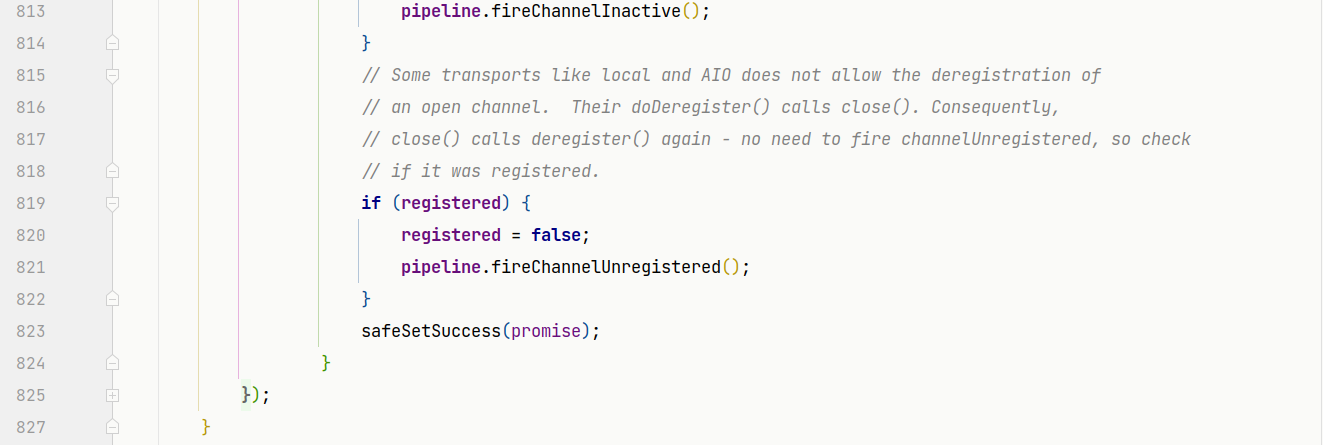 813 pipeline.fireChannelInactive();
814 }
815 // Some transports like local and AIO does not allow the deregistration of
816 // an open channel.  Their doDeregister() calls close(). Consequently,
817 // close() calls deregister() again - no need to fire channelUnregistered, so check
818 // if it was registered.
819 if (registered) {
820 registered = false;
821 pipeline.fireChannelUnregistered();
822 }
823 safeSetSuccess(promise);
824 }
825 });
827 }